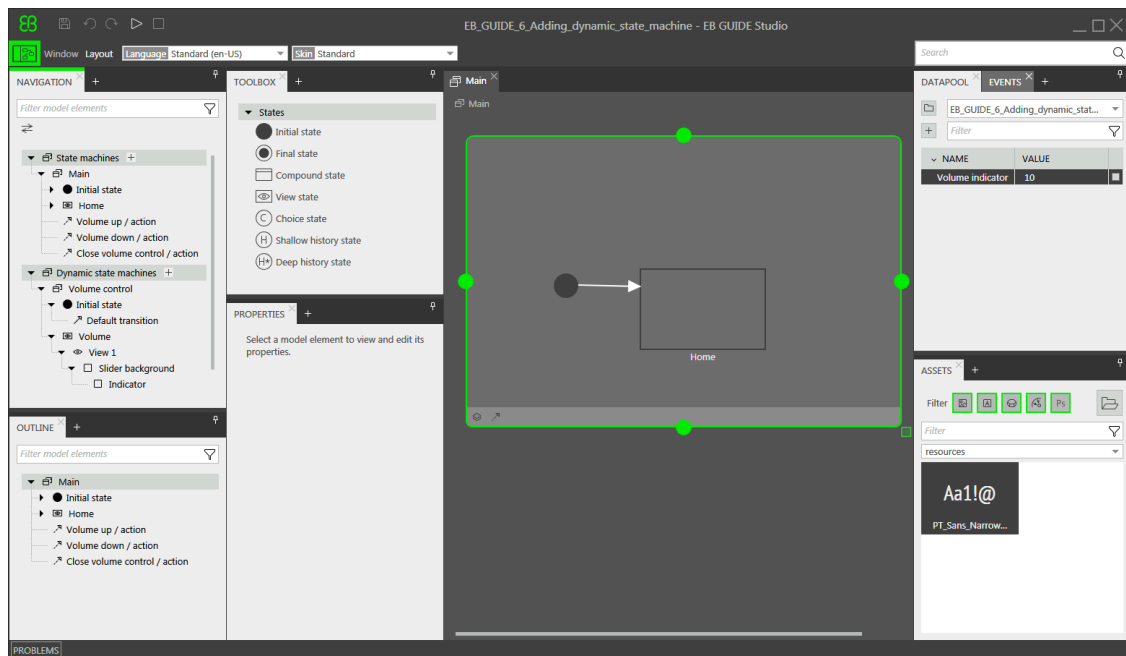 EB_GUIDE_6_Adding_dynamic_state_machine - EB GUIDE Studio
Window Layout Language Standard (en-US) Skin Standard
Search
NAVIGATION
Filter model elements
State machines
Main
Initial state
Home
Volume up / action
Volume down / action
Close volume control / action
Dynamic state machines
Volume control
Initial state
Default transition
Volume
View 1
Slider background
Indicator
OUTLINE
Filter model elements
Main
Initial state
Home
Volume up / action
Volume down / action
Close volume control / action
TOOLBOX
States
Initial state
Final state
Compound state
View state
C Choice state
H Shallow history state
H* Deep history state
PROPERTIES
Select a model element to view and edit its
properties.
Main
Main
Home
DATAPOOL EVENTS
EB_GUIDE_6_Adding_dynamic_stat...
Filter
NAME VALUE
Volume indicator 10
ASSETS
Filter A Ps
Filter
resources
Aa1!@
PT_Sans_Narrow...
PROBLEMS